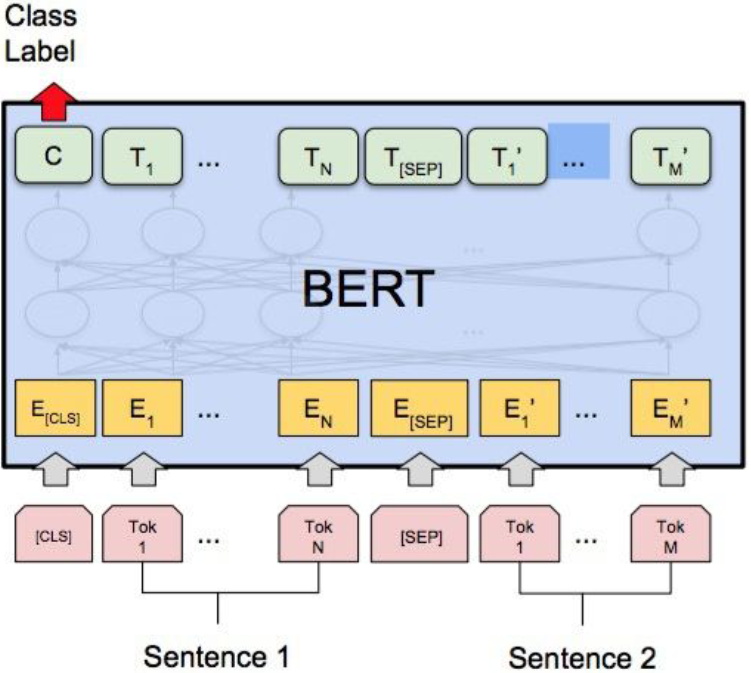 Class
Label
C T1 ... TN T[SEP] T1’ ... TM’
...
BERT
...
E[CLS] E1 ... EN E[SEP] E1’ ... EM’
[CLS] Tok 1 ... Tok N [SEP] Tok 1 ... Tok M
Sentence 1 Sentence 2